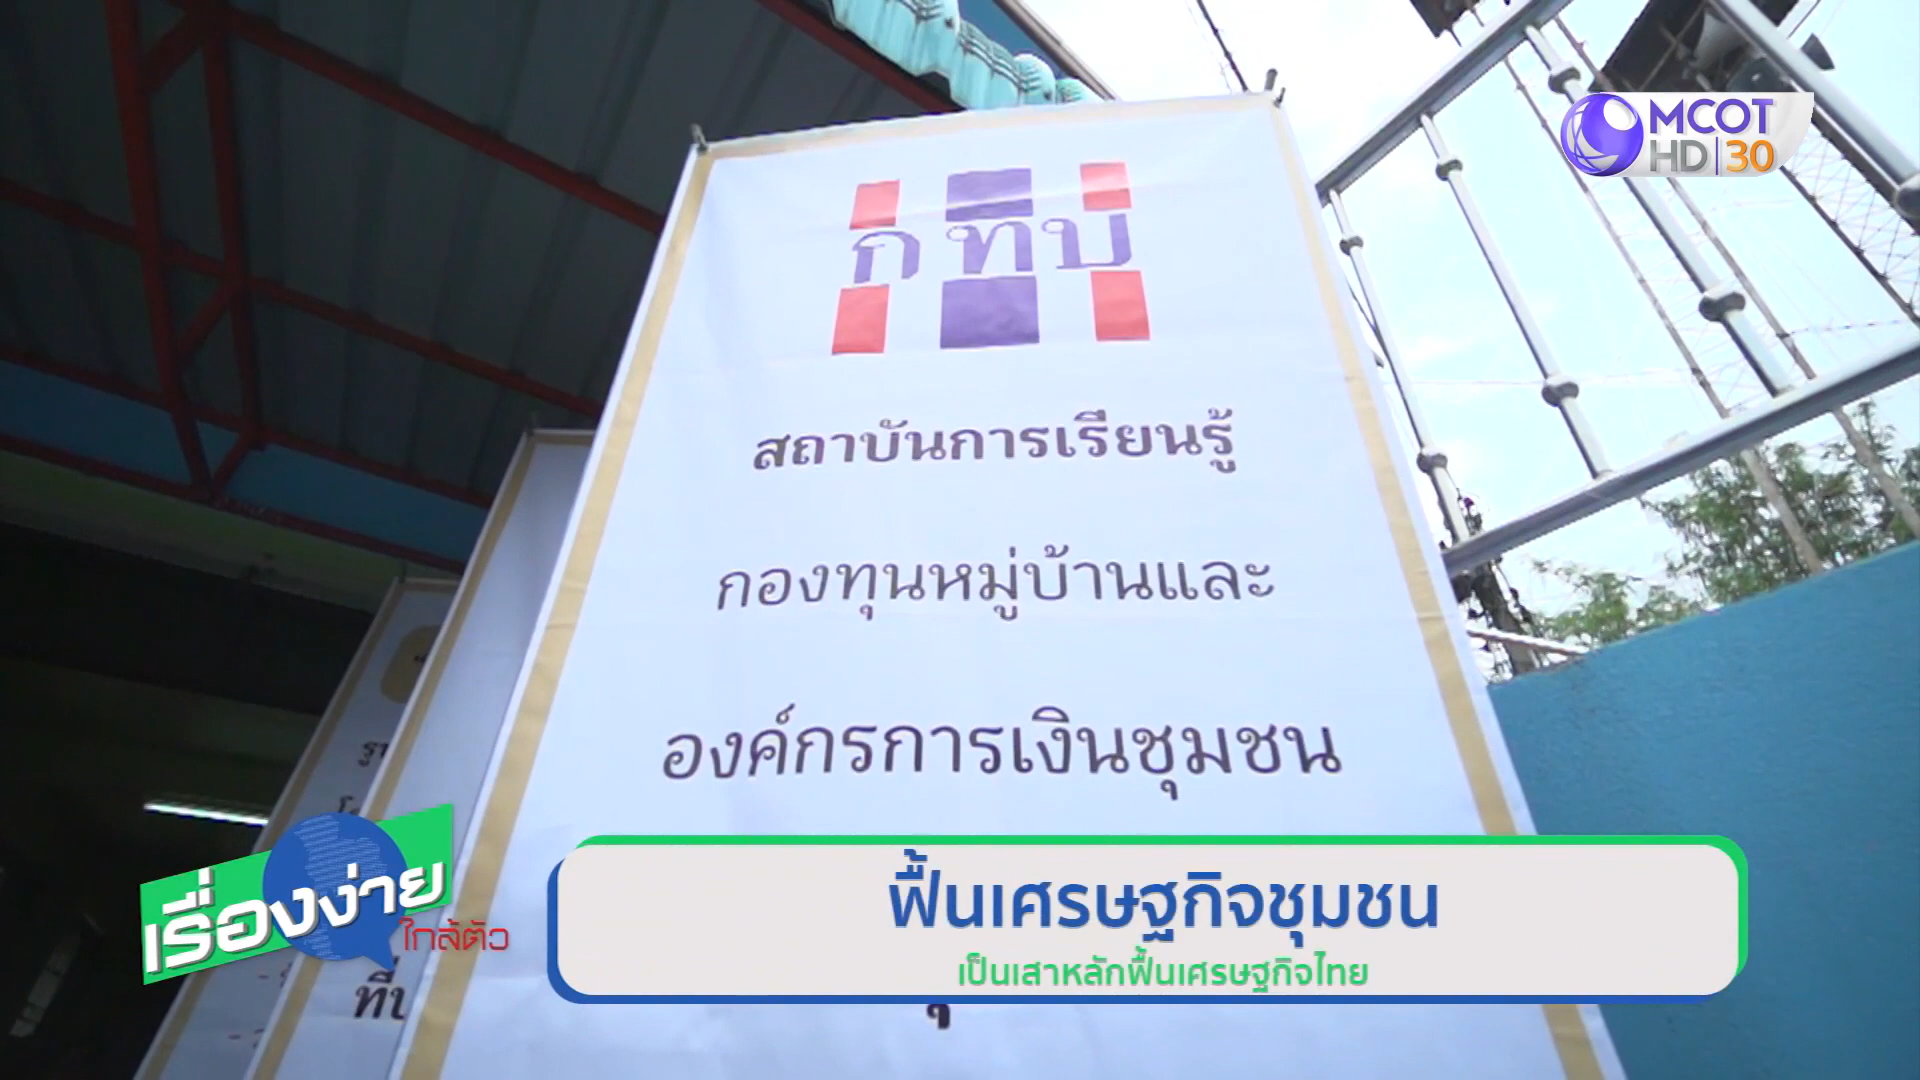 MCOT
HD 30
กทบ
สถาบันการเรียนรู้
กองทุนหมู่บ้านและ
องค์กรการเงินชุมชน
เรื่องง่าย
ใกล้ตัว
ฟื้นเศรษฐกิจชุมชน
เป็นเสาหลักฟื้นเศรษฐกิจไทย